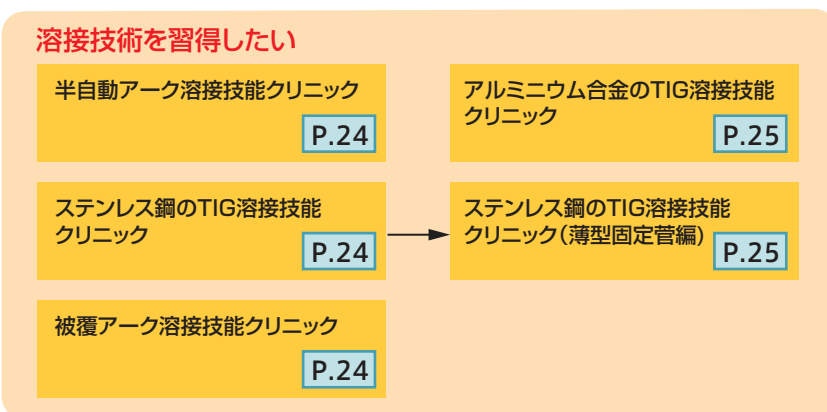 溶接技術を習得したい
半自動アーク溶接技能クリニック
P.24
アルミニウム合金のTIG溶接技能
クリニック
P.25
ステンレス鋼のTIG溶接技能
クリニック
P.24
ステンレス鋼のTIG溶接技能
クリニック(薄型固定菅編)
P.25
被覆アーク溶接技能クリニック
P.24